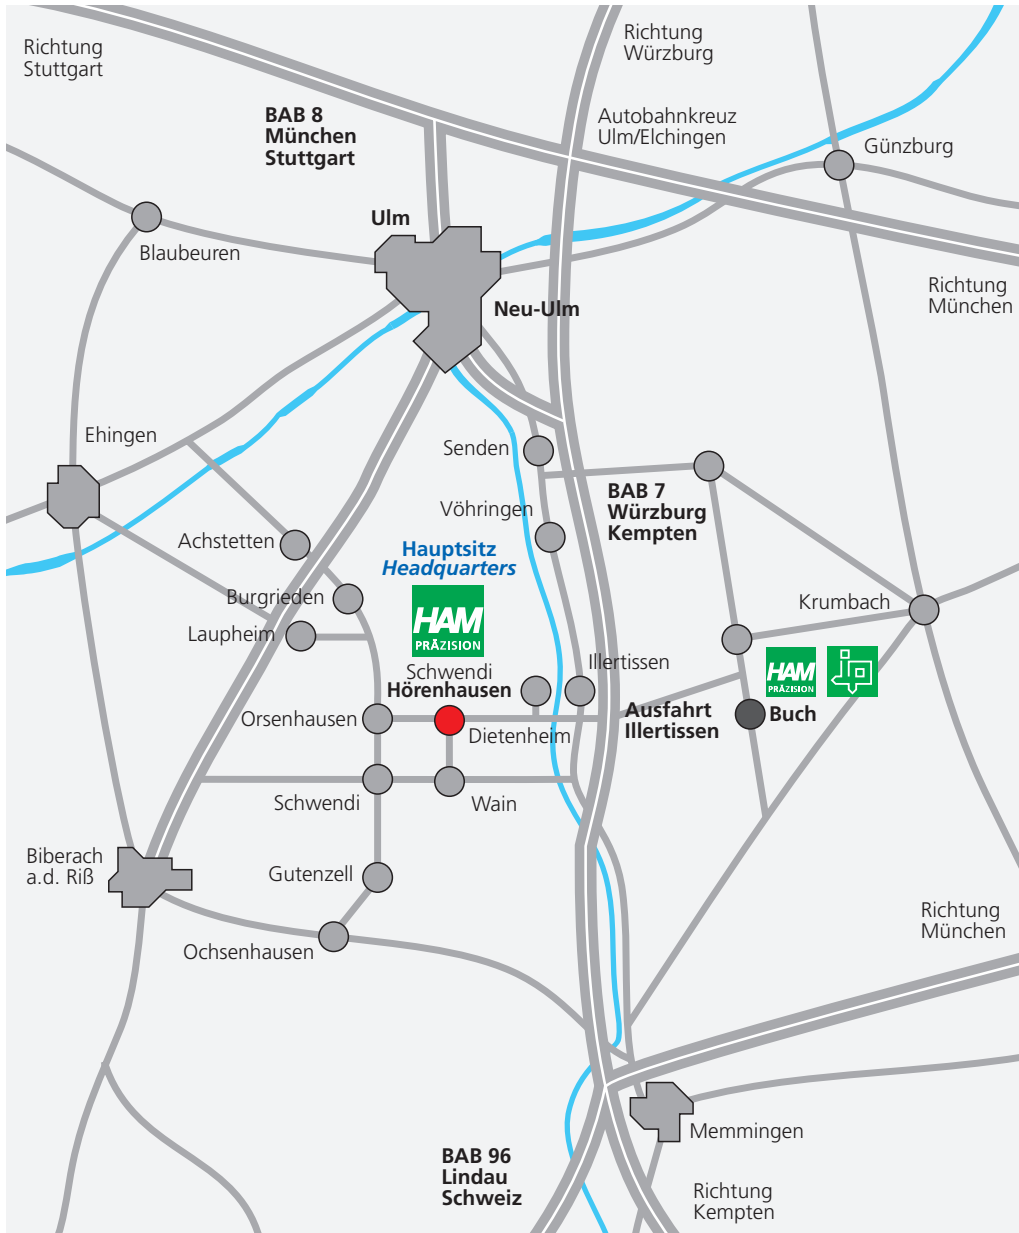 Richtung
Stuttgart
Richtung
Würzburg
BAB 8
München
Stuttgart
Autobahnkreuz
Ulm/Elchingen
Günzburg
Ulm
Blaubeuren
Richtung
München
Neu-Ulm
Ehingen
Senden
BAB 7
Würzburg
Kempten
Vöhringen
Achstetten
Hauptsitz
Headquarters
Burgrieden
Krumbach
HAM
PRÄZISION
Laupheim
Schwendi
Hörenhausen
Illertissen
HAM
PRÄZISION
Orsenhausen
Dietenheim
Ausfahrt
Illertissen
Buch
Schwendi
Wain
Biberach
a.d. Riß
Gutenzell
Richtung
München
Ochsenhausen
Memmingen
BAB 96
Lindau
Schweiz
Richtung
Kempten